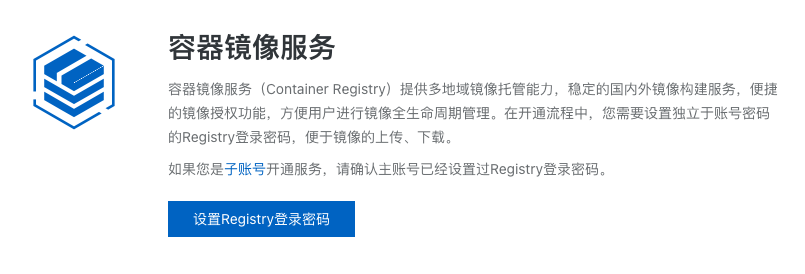 容器镜像服务
容器镜像服务（Container Registry）提供多地域镜像托管能力，稳定的国内外镜像构建服务，便捷
的镜像授权功能，方便用户进行镜像全生命周期管理。在开通流程中，您需要设置独立于账号密码
的Registry登录密码，便于镜像的上传、下载。
如果您是子账号开通服务，请确认主账号已经设置过Registry登录密码。
设置Registry登录密码